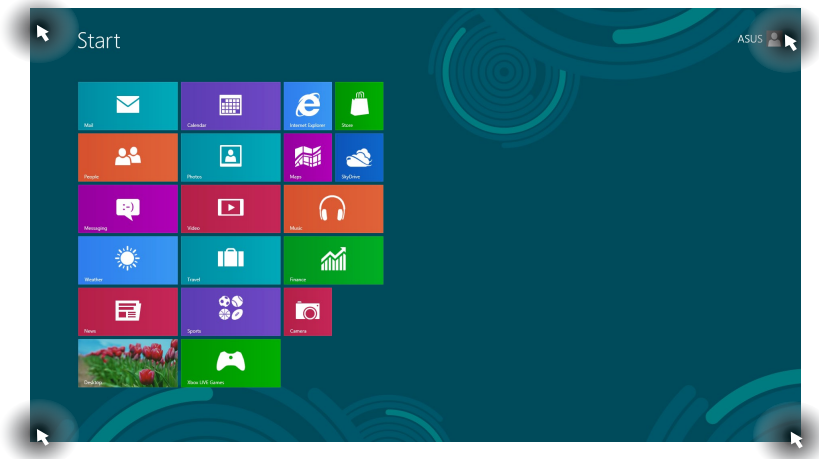 Start
ASUS
Mail
Calendar
Internet Explorer
Store
People
Photos
Maps
SkyDrive
:-)
Messaging
Video
Music
Weather
Travel
Finance
News
Sports
Camera
Desktop
Xbox LIVE Games